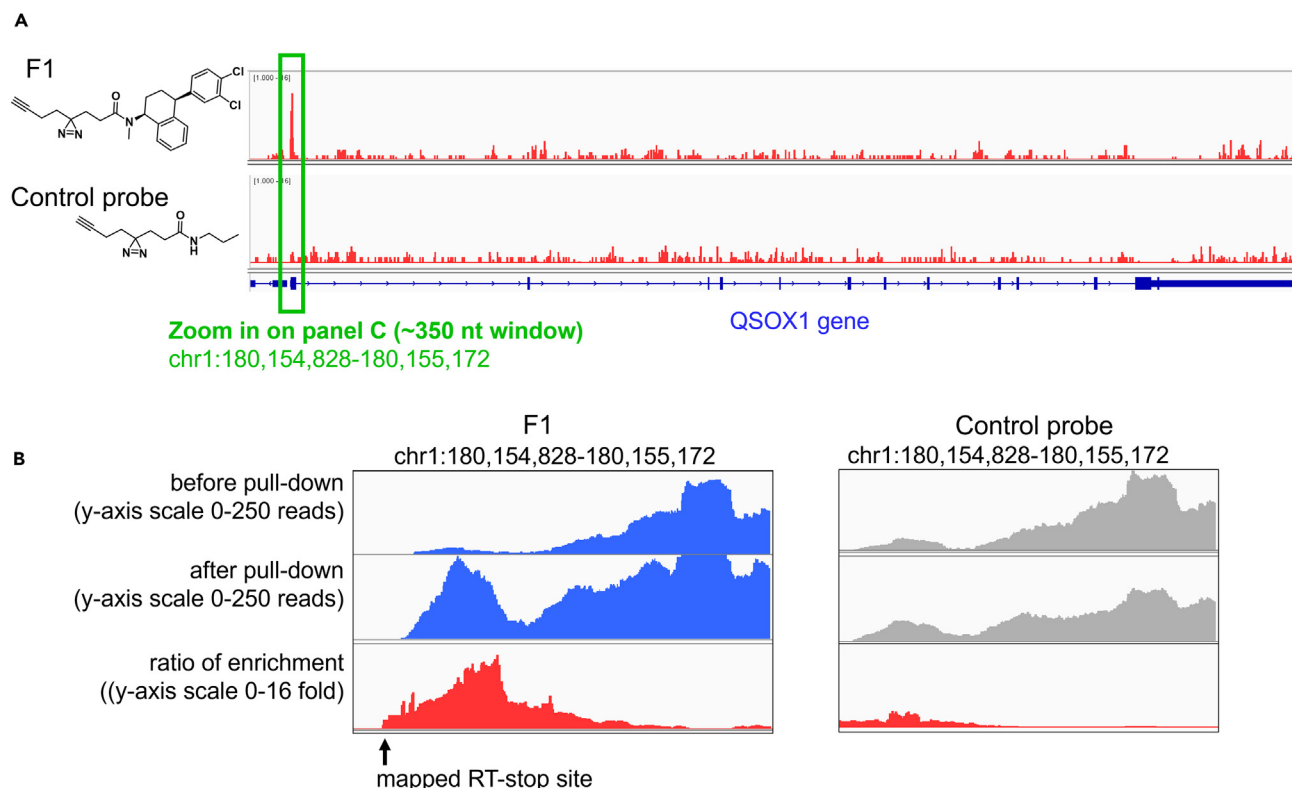 A
F1
O
N
N=N
Cl
Cl
[1.000 - 16]
Control probe
O
N
H
N=N
[1.000 - 16]
Zoom in on panel C (~350 nt window)
chr1:180,154,828-180,155,172
QSOX1 gene
B
F1
chr1:180,154,828-180,155,172
Control probe
chr1:180,154,828-180,155,172
before pull-down
(y-axis scale 0-250 reads)
after pull-down
(y-axis scale 0-250 reads)
ratio of enrichment
((y-axis scale 0-16 fold)
mapped RT-stop site